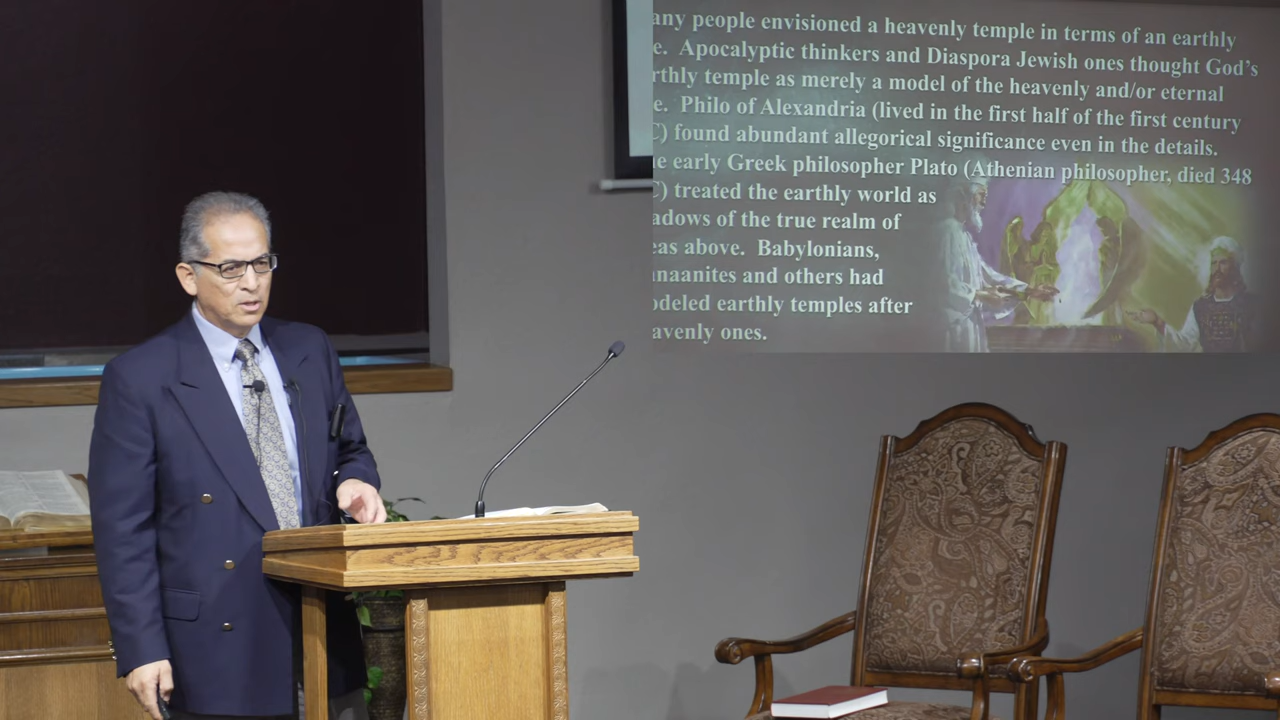 any people envisioned a heavenly temple in terms of an earthly
e. Apocalyptic thinkers and Diaspora Jewish ones thought God's
rthly temple as merely a model of the heavenly and/or eternal
e. Philo of Alexandria (lived in the first half of the first century
C) found abundant allegorical significance even in the details.
e early Greek philosopher Plato (Athenian philosopher, died 348
C) treated the earthly world as
adows of the true realm of
eas above. Babylonians,
naanites and others had
odeled earthly temples after
avenly ones.